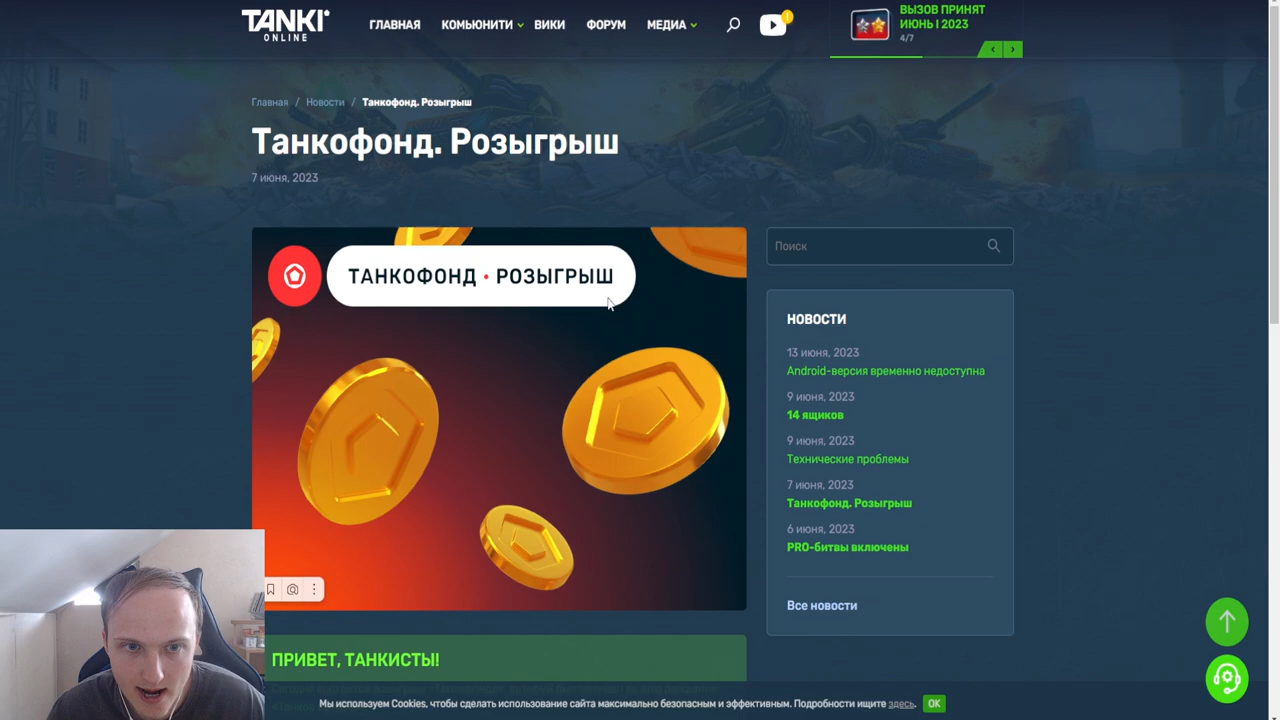 TANKI
ONLINE
ГЛАВНАЯ
КОМЬЮНИТИ
ВИКИ
ФОРУМ
МЕДИА
1
ВЫЗОВ ПРИНЯТ
ИЮНЬ I 2023
4/7
Главная / Новости / Танкофонд. Розыгрыш
Танкофонд. Розыгрыш
7 июня, 2023
ТАНКОФОНД • РОЗЫГРЫШ
Поиск
НОВОСТИ
13 июня, 2023
Android-версия временно недоступна
9 июня, 2023
14 ящиков
9 июня, 2023
Технические проблемы
7 июня, 2023
Танкофонд. Розыгрыш
6 июня, 2023
PRO-битвы включены
Все новости
ПРИВЕТ, ТАНКИСТЫ!
Мы используем Cookies, чтобы сделать использование сайта максимально безопасным и эффективным. Подробности ищите здесь. OK